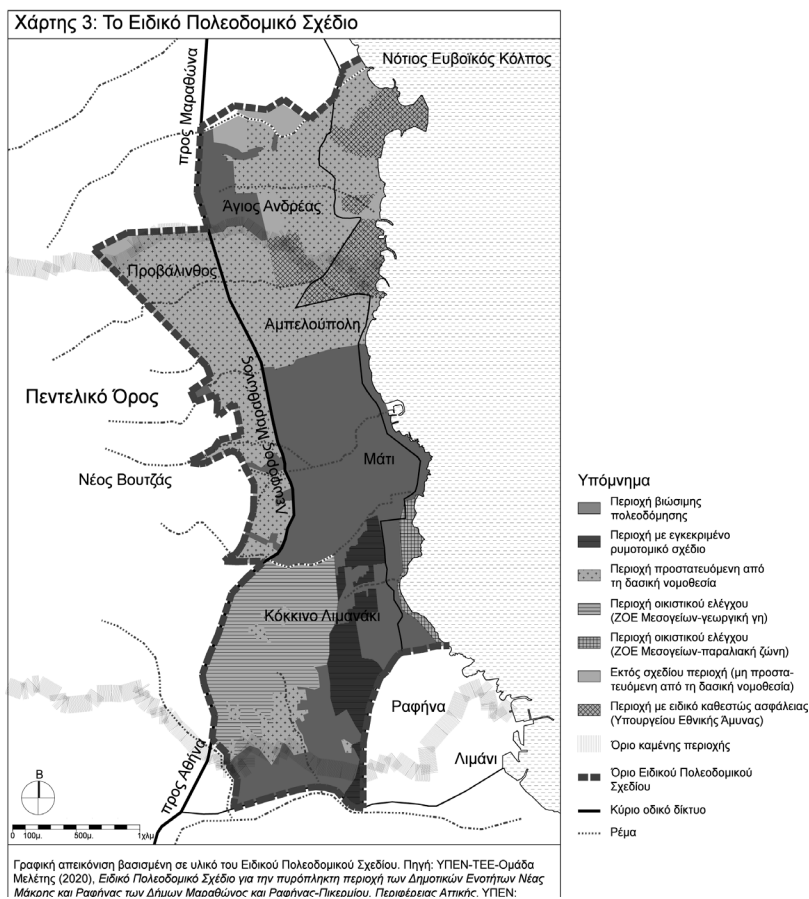 Χάρτης 3: Το Ειδικό Πολεοδομικό Σχέδιο
Νότιος Ευβοϊκός Κόλπος
προς Μαραθώνα
Άγιος Ανδρέας
Προβάλινθος
Αμπελούπολη
Πεντελικό Όρος
Λεωφόρος Μαραθώνος
Μάτι
Νέος Βουτζάς
Κόκκινο Λιμανάκι
Ραφήνα
Λιμάνι
προς Αθήνα
Β
0 100μ. 500μ. 1χλμ.
Υπόμνημα
Περιοχή βιώσιμης
πολεοδόμησης
Περιοχή με εγκεκριμένο
ρυμοτομικό σχέδιο
Περιοχή προστατευόμενη από
τη δασική νομοθεσία
Περιοχή οικιστικού ελέγχου
(ΖΟΕ Μεσογείων-γεωργική γη)
Περιοχή οικιστικού ελέγχου
(ΖΟΕ Μεσογείων-παραλιακή ζώνη)
Εκτός σχεδίου περιοχή (μη προστα-
τευόμενη από τη δασική νομοθεσία)
Περιοχή με ειδικό καθεστώς ασφάλειας
(Υπουργείου Εθνικής Άμυνας)
Όριο καμένης περιοχής
Όριο Ειδικού Πολεοδομικού
Σχεδίου
Κύριο οδικό δίκτυο
Ρέμα
Γραφική απεικόνιση βασισμένη σε υλικό του Ειδικού Πολεοδομικού Σχεδίου. Πηγή: ΥΠΕΝ-ΤΕΕ-Ομάδα
Μελέτης (2020), Ειδικό Πολεοδομικό Σχέδιο για την πυρόπληκτη περιοχή των Δημοτικών Ενοτήτων Νέας
Μάκρης και Ραφήνας των Δήμων Μαραθώνος και Ραφήνας-Πικερμίου, Περιφέρειας Αττικής. ΥΠΕΝ: